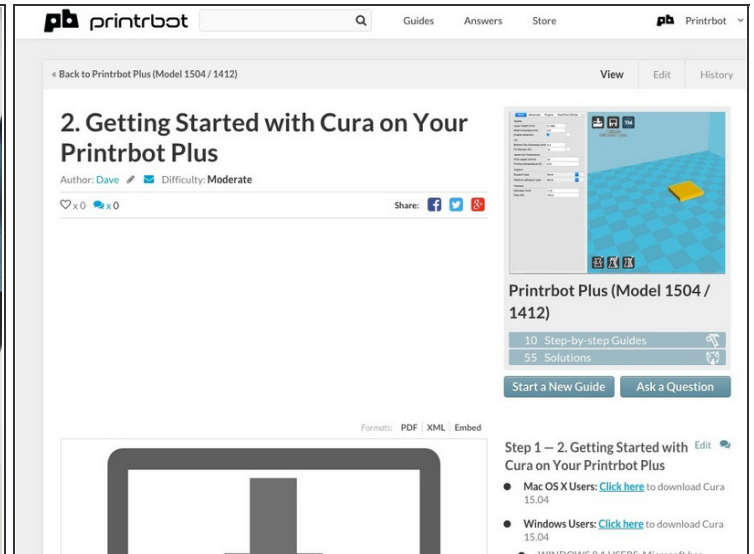 printrbot
Guides
Answers
Store
Printrbot
« Back to Printrbot Plus (Model 1504 / 1412)
View
Edit
History
2. Getting Started with Cura on Your
Printrbot Plus
Author: Dave
Difficulty: Moderate
x 0
x 0
Share:
Printrbot Plus (Model 1504 /
1412)
10 Step-by-step Guides
55 Solutions
Start a New Guide
Ask a Question
Formats: PDF XML Embed
Step 1 — 2. Getting Started with
Cura on Your Printrbot Plus
Edit
Mac OS X Users: Click here to download Cura
15.04
Windows Users: Click here to download Cura
15.04